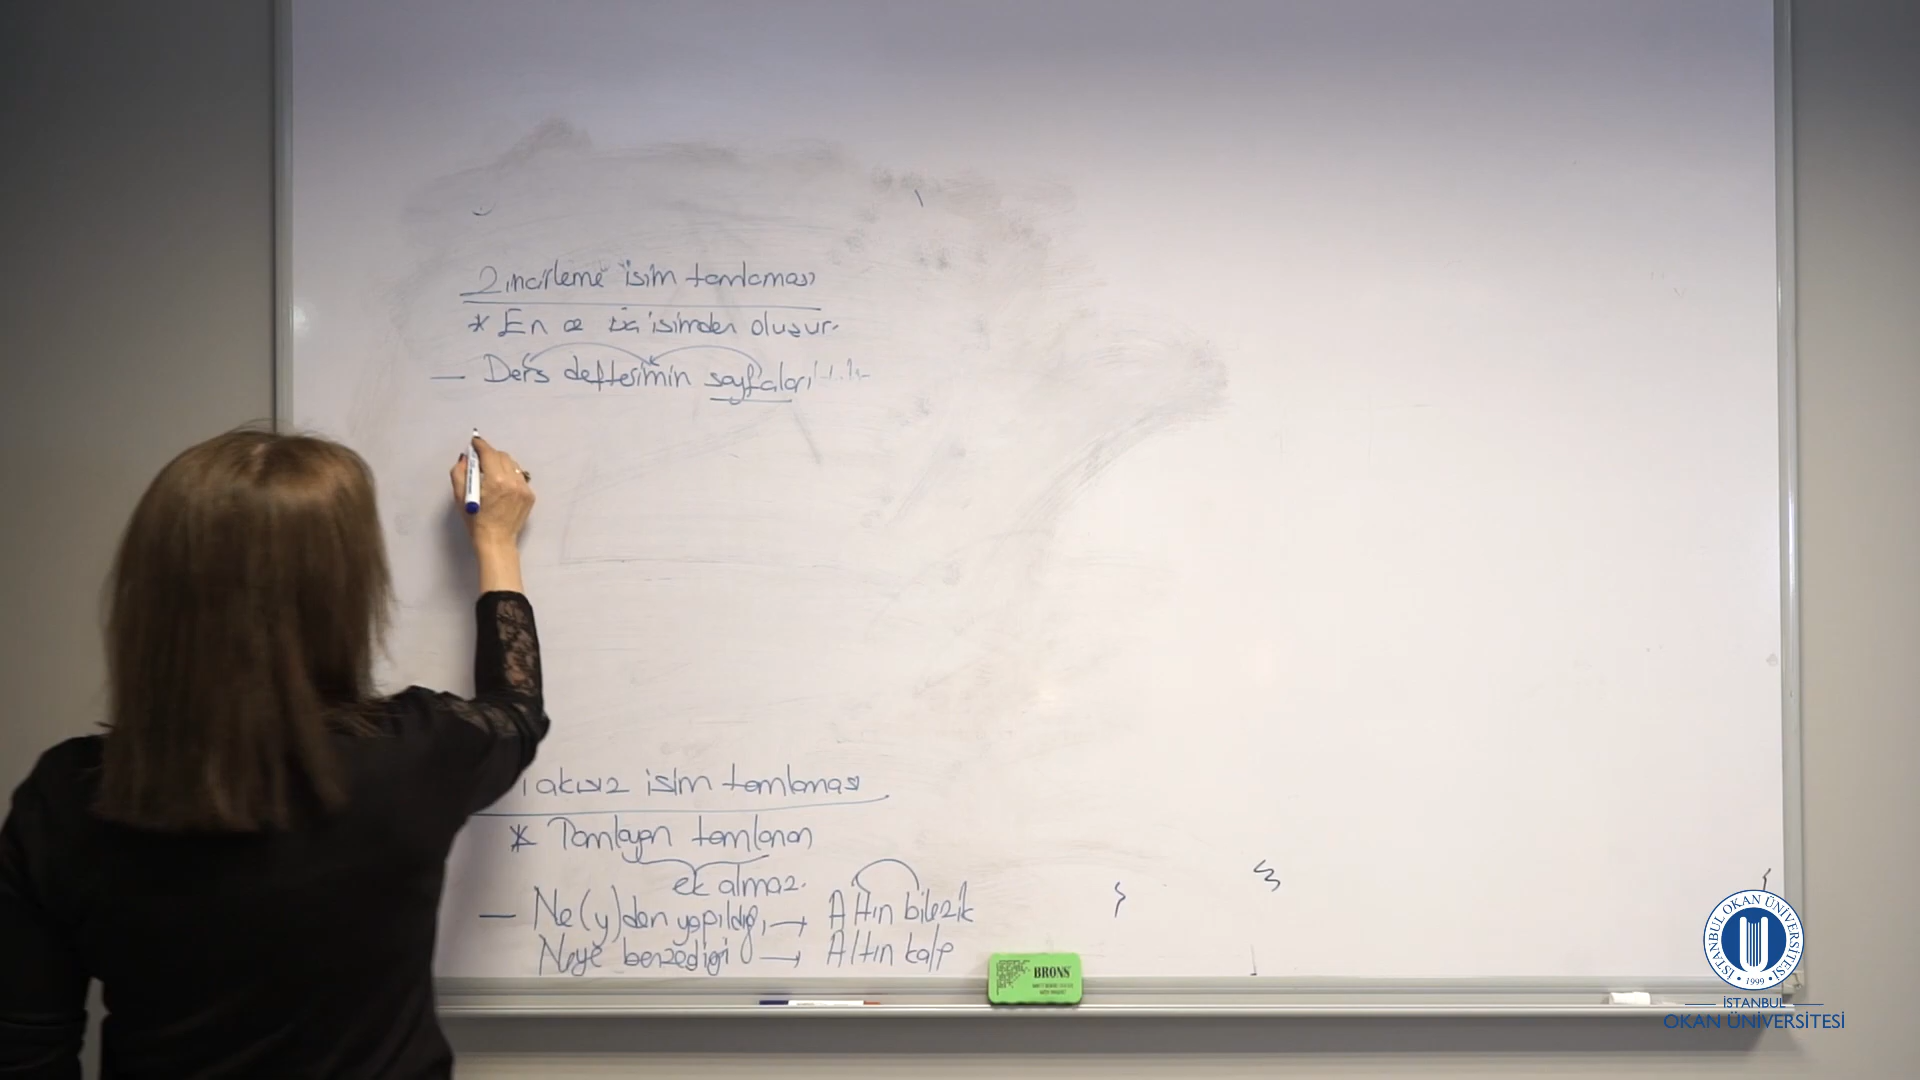 Zincirleme isim tamlaması
* En az üç isimden oluşur.
— Ders defterimin sayfaları
Takısız isim tamlaması
* Tamlayan tamlanan
ek almaz.
— Ne(y)den yapıldığı → Altın bilezik
Neye benzediği → Altın kalp
BRONS
İSTANBUL OKAN ÜNİVERSİTESİ
• 1999 •
İSTANBUL
OKAN ÜNİVERSİTESİ